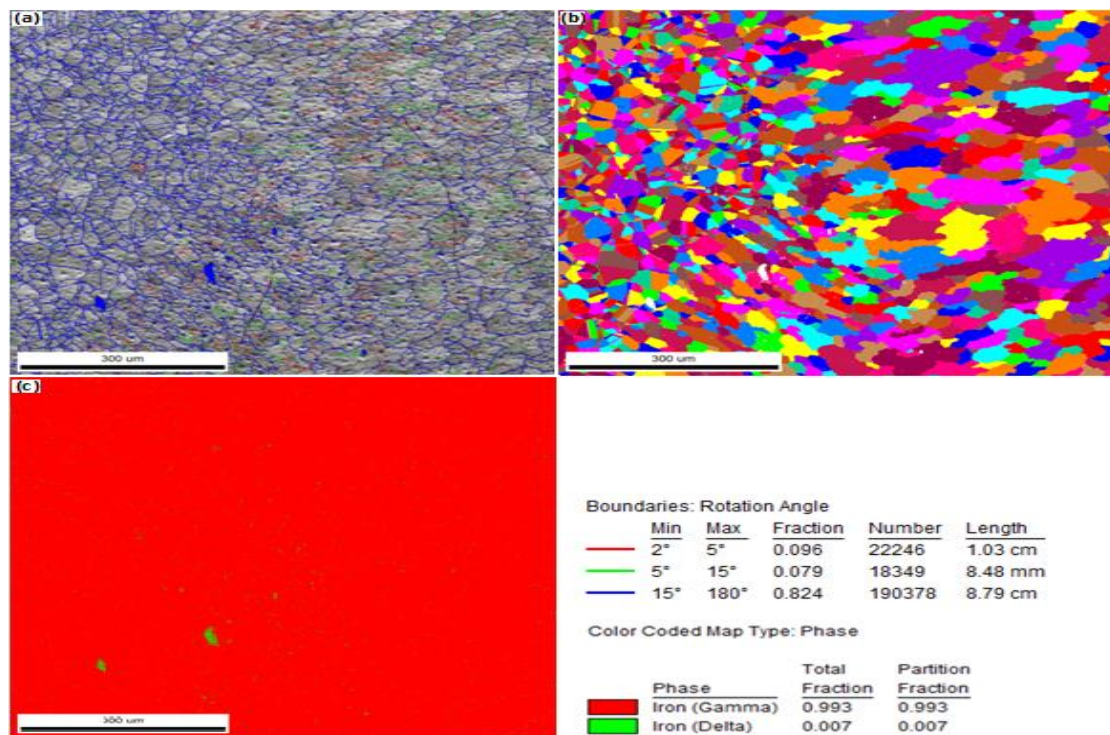 (a)
300 um
(b)
300 um
(c)
300 um
Boundaries: Rotation Angle
Min Max Fraction Number Length
2° 5° 0.096 22246 1.03 cm
5° 15° 0.079 18349 8.48 mm
15° 180° 0.824 190378 8.79 cm
Color Coded Map Type: Phase
Total Partition
Phase Fraction Fraction
Iron (Gamma) 0.993 0.993
Iron (Delta) 0.007 0.007